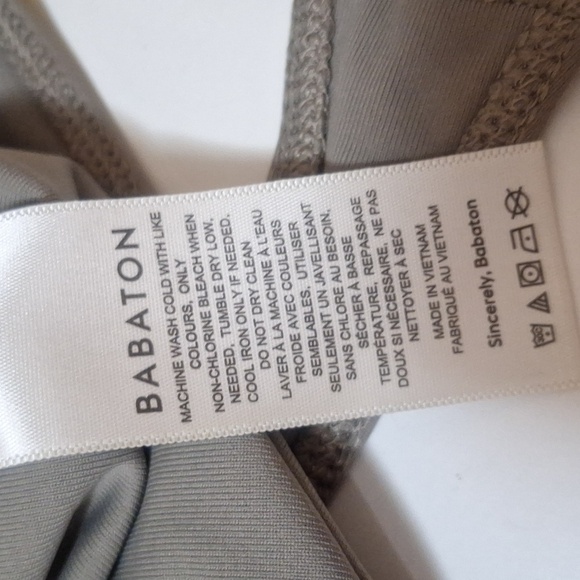 BABATON
MACHINE WASH COLD WITH LIKE
COLOURS, ONLY
NON-CHLORINE BLEACH WHEN
NEEDED, TUMBLE DRY LOW.
COOL IRON ONLY IF NEEDED.
DO NOT DRY CLEAN
LAVER À LA MACHINE À L'EAU
FROIDE AVEC COULEURS
SEMBLABLES, UTILISER
SEULEMENT UN JAVELLISANT
SANS CHLORE AU BESOIN.
SÉCHER À BASSE
TEMPÉRATURE, REPASSAGE
DOUX SI NÉCESSAIRE. NE PAS
NETTOYER À SEC
MADE IN VIETNAM
FABRIQUÉ AU VIETNAM
Sincerely, Babaton